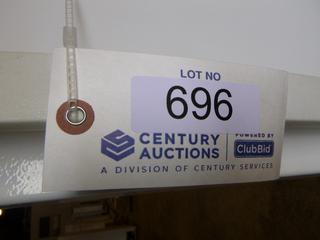 LOT NO
696
CENTURY AUCTIONS
POWERED BY
ClubBid
A DIVISION OF CENTURY SERVICES